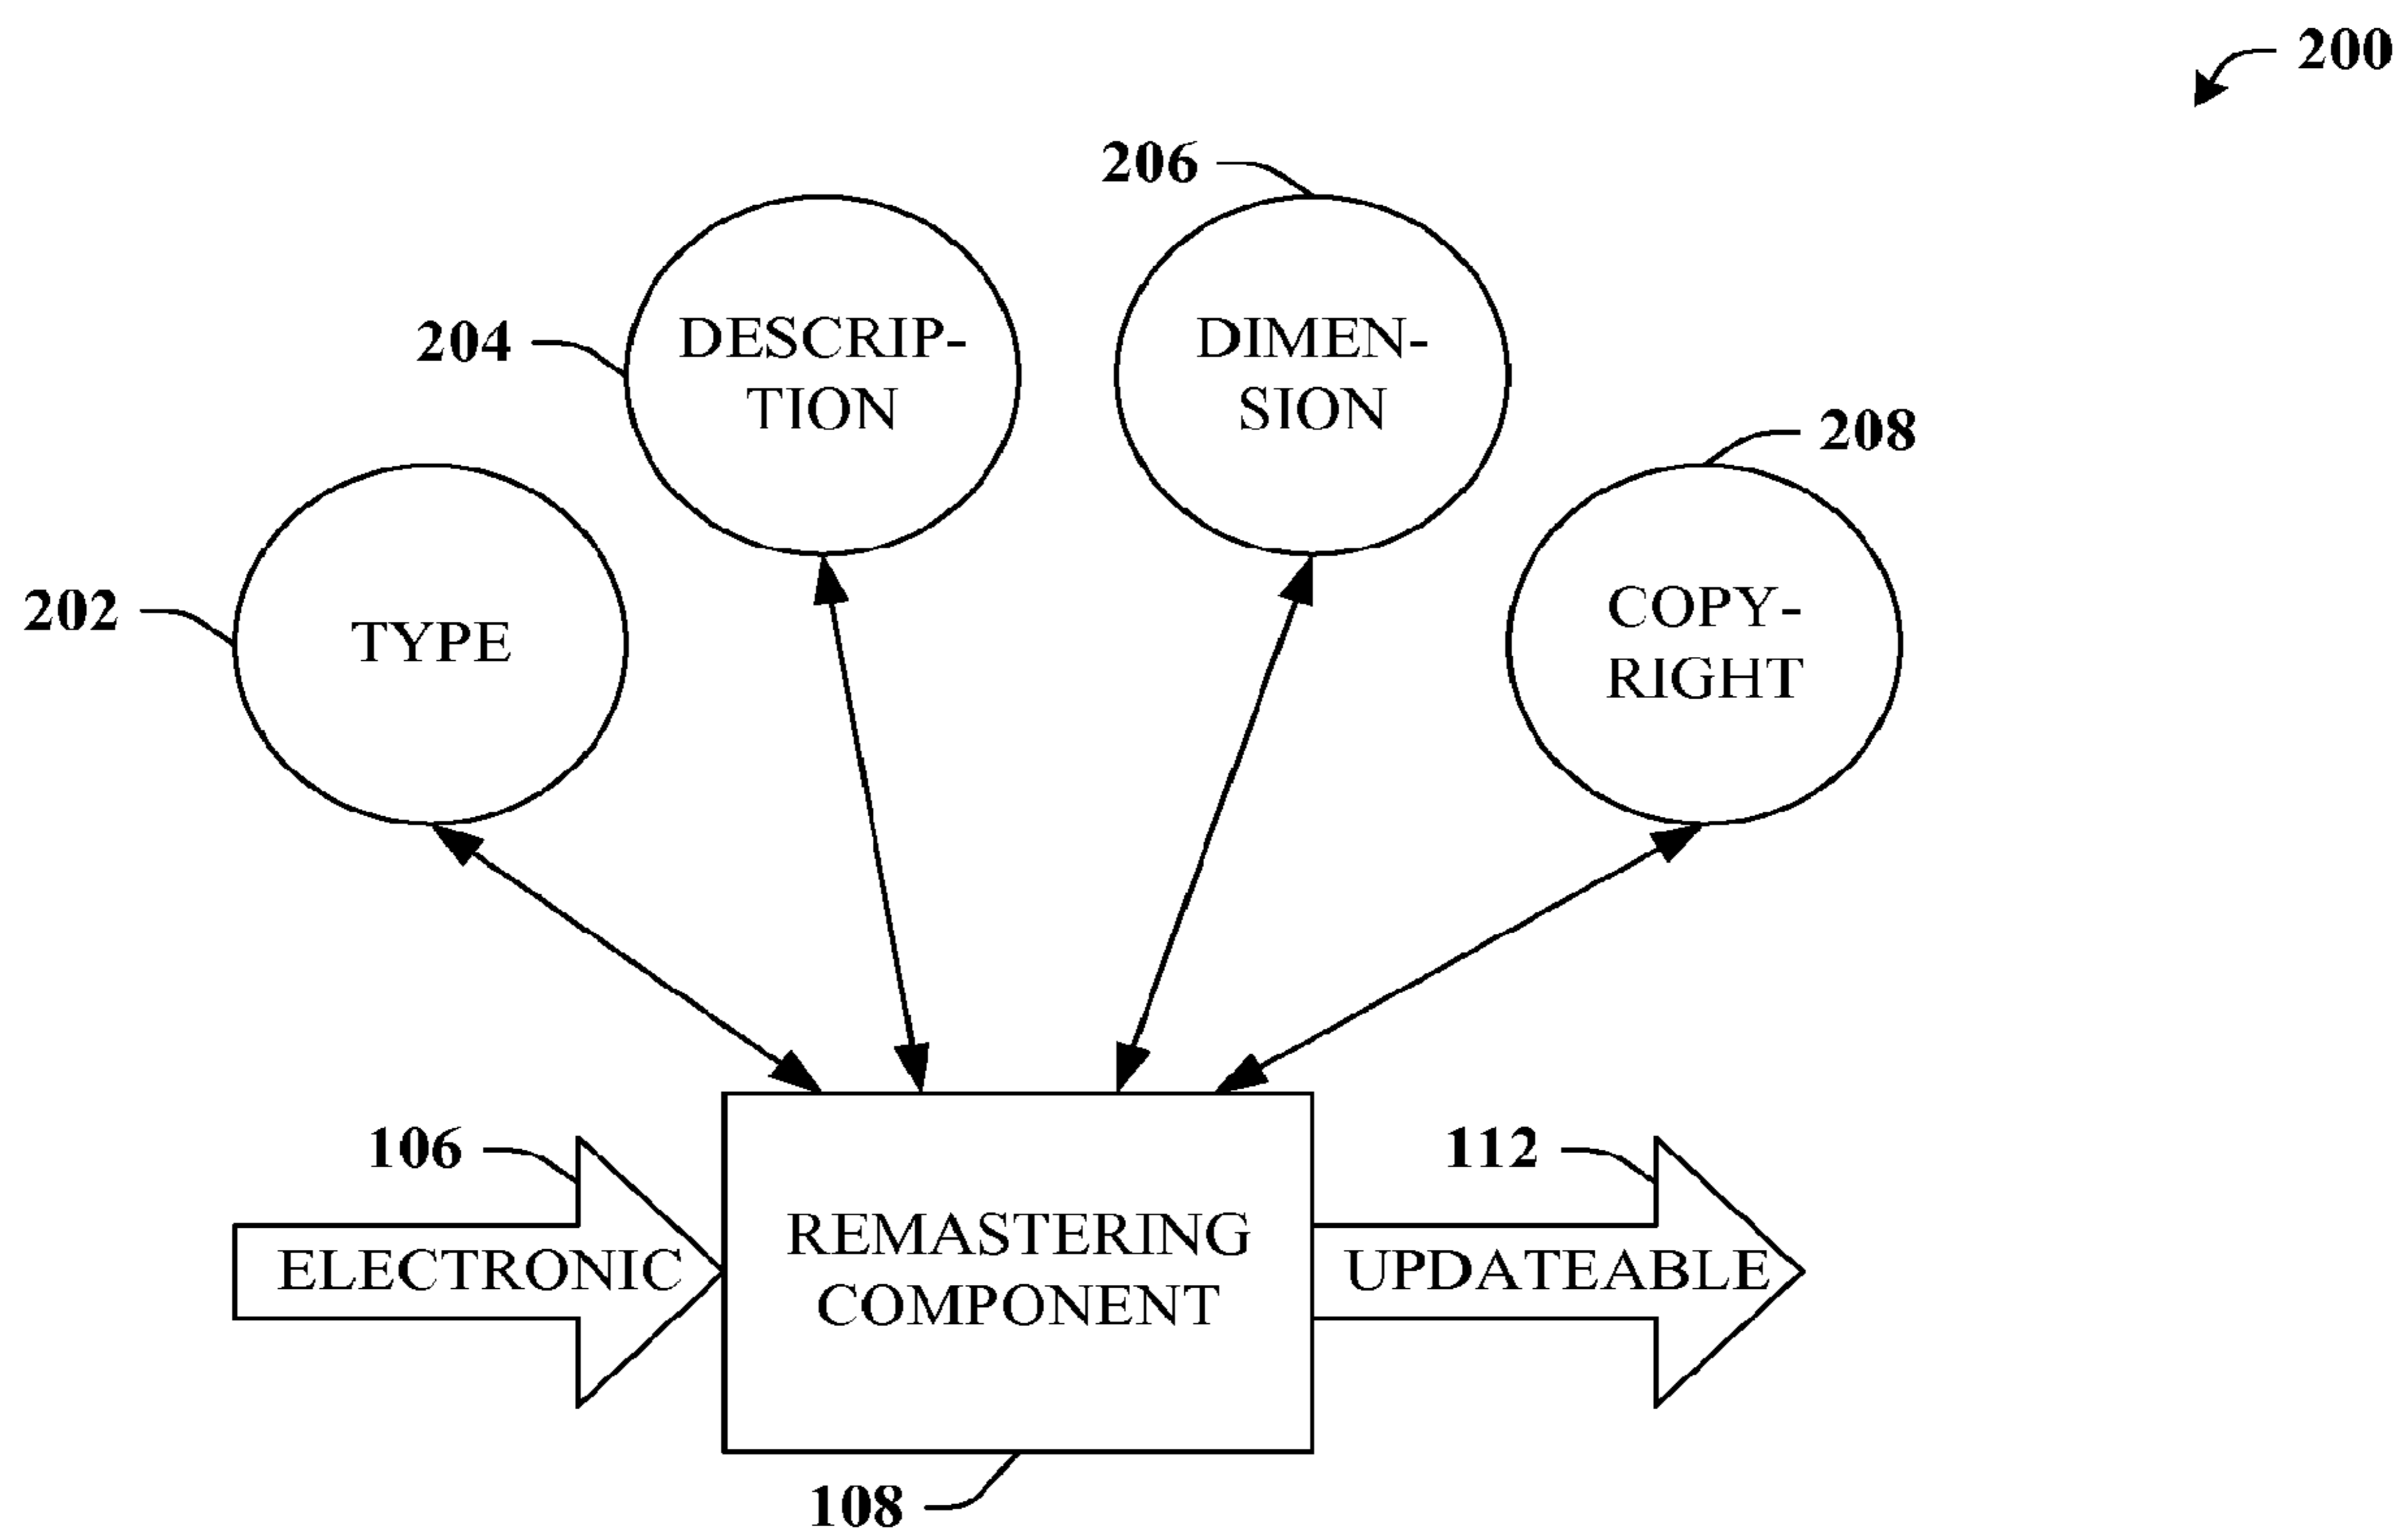 200
206
204
DESCRIP-
TION
DIMEN-
SION
208
202
TYPE
COPY-
RIGHT
106
112
ELECTRONIC
REMASTERING
COMPONENT
UPDATEABLE
108